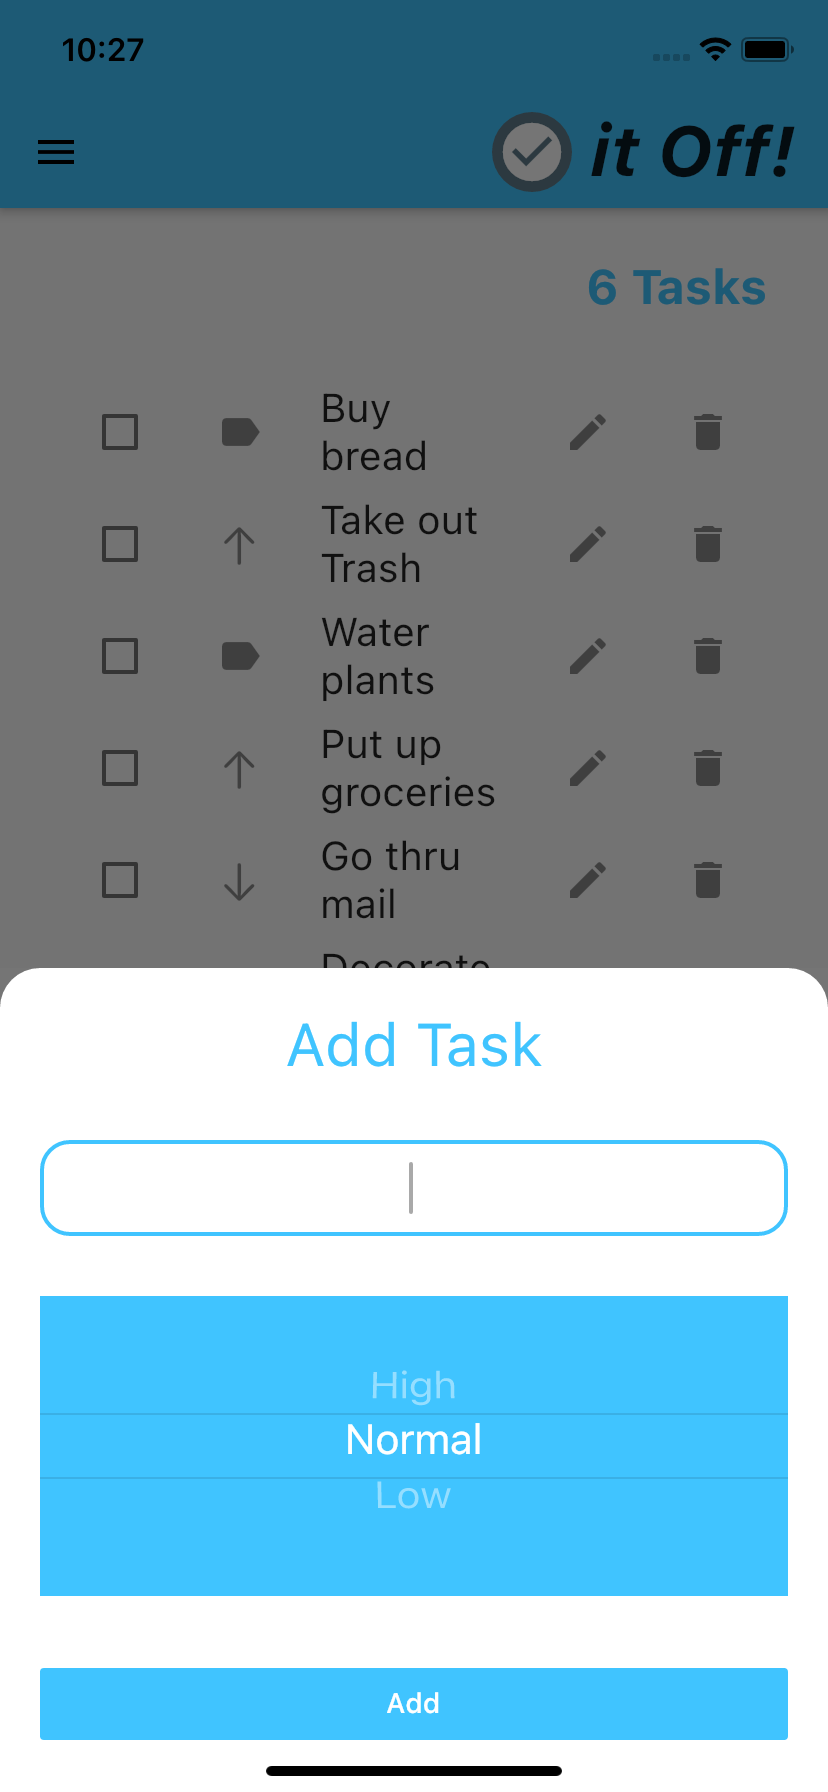 10:27
it Off!
6 Tasks
Buy
bread
Take out
Trash
Water
plants
Put up
groceries
Go thru
mail
Decorate
Add Task
High
Normal
Low
Add